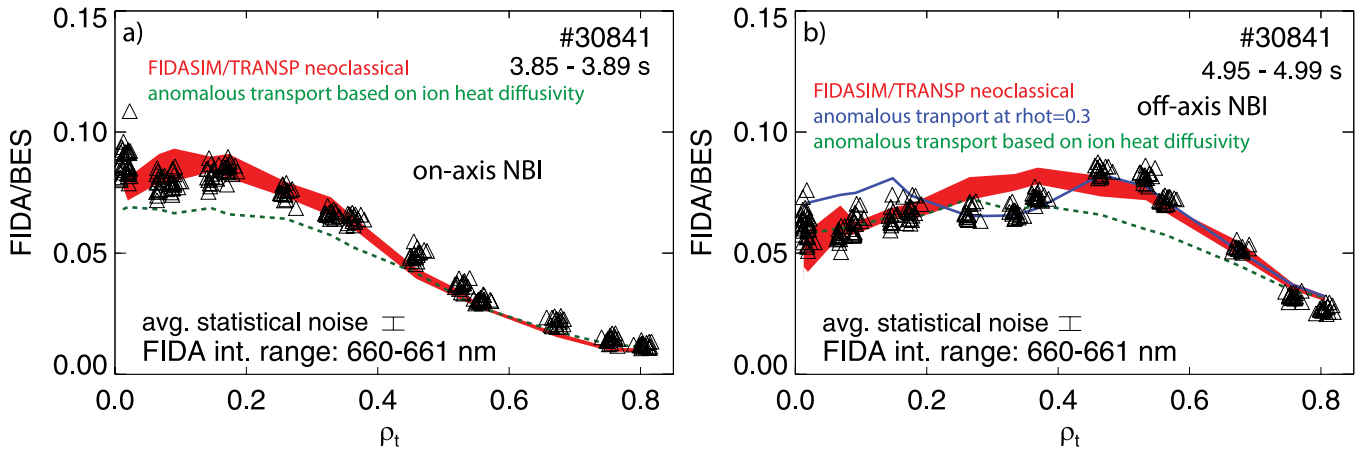 a)
#30841
3.85 - 3.89 s
FIDASIM/TRANSP neoclassical
anomalous transport based on ion heat diffusivity
on-axis NBI
avg. statistical noise
FIDA int. range: 660-661 nm
FIDA/BES
0.15
0.10
0.05
0.00
0.0 0.2 0.4 0.6 0.8
ρt
b)
#30841
4.95 - 4.99 s
FIDASIM/TRANSP neoclassical
off-axis NBI
anomalous tranport at rhot=0.3
anomalous transport based on ion heat diffusivity
avg. statistical noise
FIDA int. range: 660-661 nm
FIDA/BES
0.15
0.10
0.05
0.00
0.0 0.2 0.4 0.6 0.8
ρt